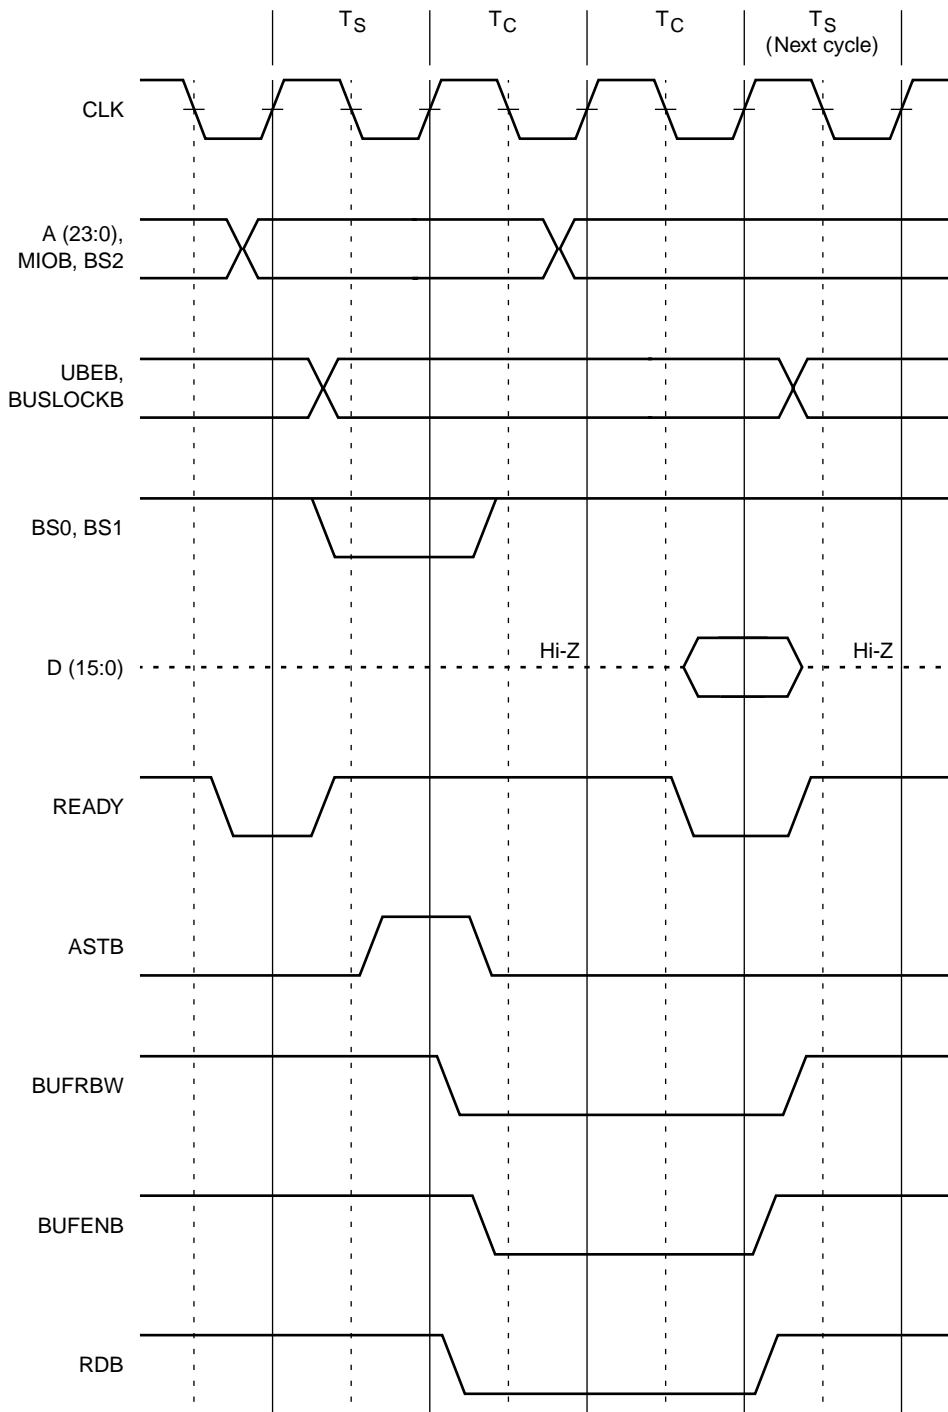 TS TC TC TS
(Next cycle)
CLK
A (23:0),
MIOB, BS2
UBEB,
BUSLOCKB
BS0, BS1
D (15:0) Hi-Z Hi-Z
READY
ASTB
BUFRBW
BUFENB
RDB